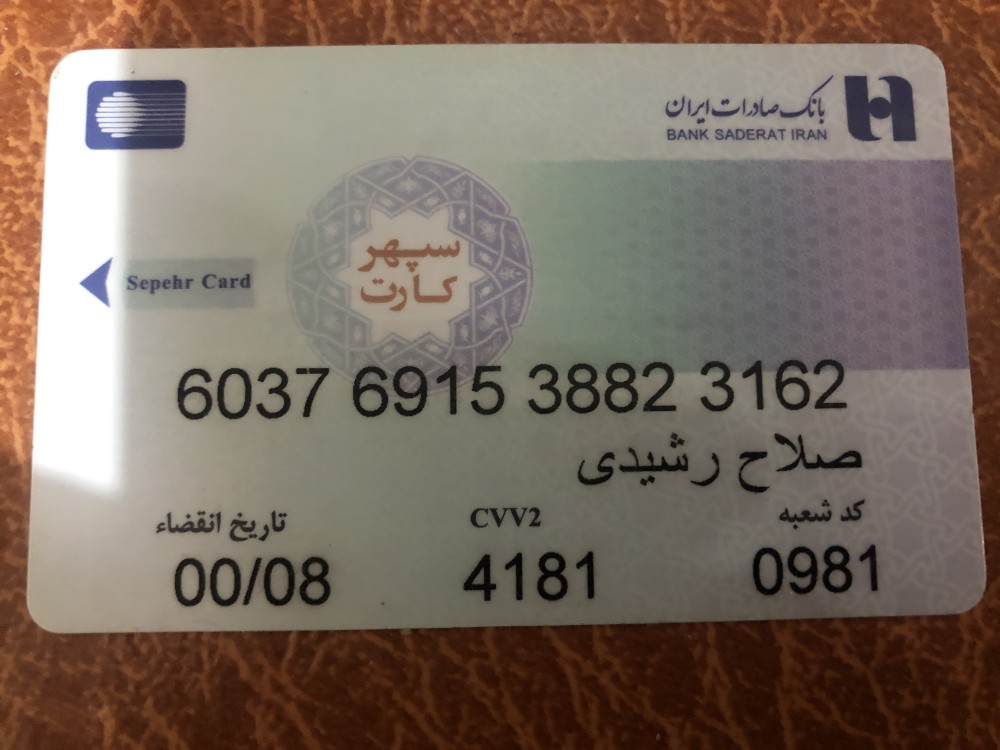 بانک صادرات ایران
BANK SADERAT IRAN
سپهر
کارت
Sepehr Card
6037 6915 3882 3162
صلاح رشیدی
کد شعبه CVV2 تاریخ انقضاء
0981 4181 00/08